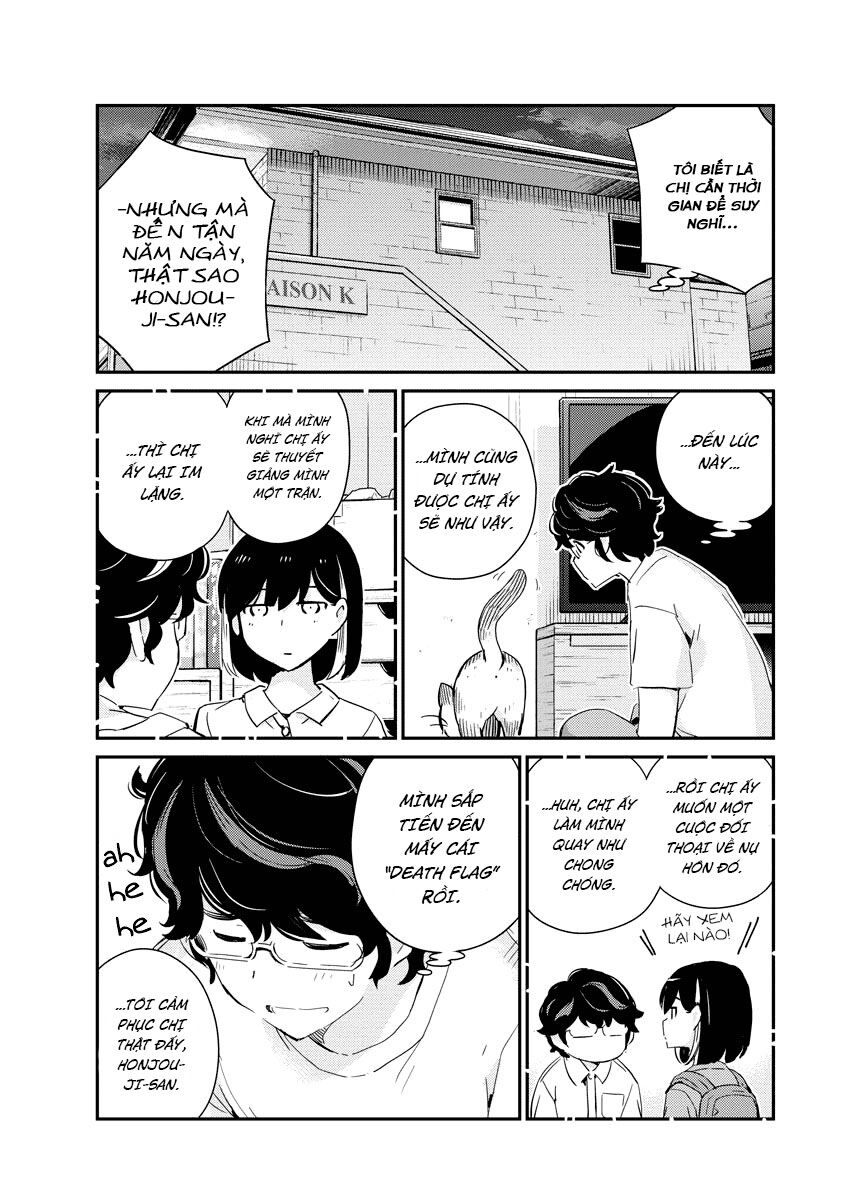 TÔI BIẾT LÀ
CHỊ CẦN THỜI
GIAN ĐỂ SUY
NGHĨ...
-NHƯNG MÀ
ĐẾN TẬN
NĂM NGÀY,
THẬT SAO
HONJOU-
JI-SAN!?
AISON K
...ĐẾN LÚC
NÀY...
...MÌNH CŨNG
DỰ TÍNH
ĐƯỢC CHỊ ẤY
SẼ NHƯ VẬY.
KHI MÀ MÌNH
NGHĨ CHỊ ẤY
SẼ THUYẾT
GIẢNG MÌNH
MỘT TRẬN.
...THÌ CHỊ
ẤY LẠI IM
LẶNG.
...RỒI CHỊ ẤY
MUỐN MỘT
CUỘC ĐỐI
THOẠI VỀ NỤ
HÔN ĐÓ.
...HUH, CHỊ ẤY
LÀM MÌNH
QUAY NHƯ
CHONG
CHÓNG.
HÃY XEM
LẠI NÀO!
MÌNH SẮP
TIẾN ĐẾN
MẤY CÁI
"DEATH FLAG"
RỒI.
ah
he
he
...TÔI CẢM
PHỤC CHỊ
THẬT ĐẤY,
HONJOU-
JI-SAN.